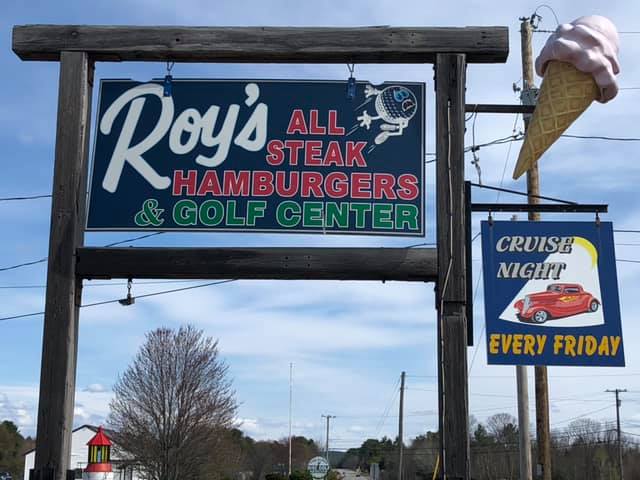 Roy's
ALL
STEAK
HAMBURGERS
& GOLF CENTER
CRUISE
NIGHT
EVERY FRIDAY